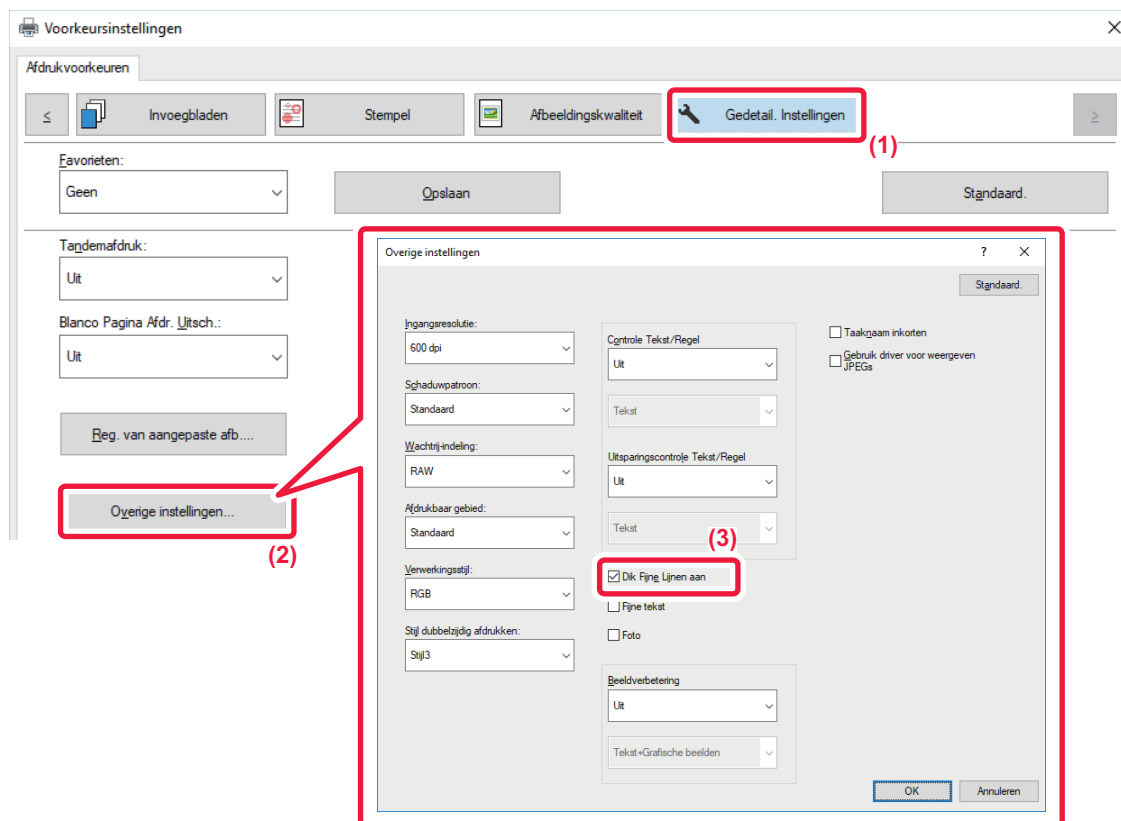 Voorkeursinstellingen
Afdrukvoorkeuren
<
Invoegbladen
Stempel
Afbeeldingskwaliteit
Gedetail. Instellingen
>
(1)
Favorieten:
Geen
Opslaan
Standaard.
Tandemafdruk:
Uit
Blanco Pagina Afdr. Uitsch.:
Uit
Reg. van aangepaste afb....
Overige instellingen...
(2)
Overige instellingen
?
Standaard.
Ingangsresolutie:
600 dpi
Schaduwpatroon:
Standaard
Wachtrij-indeling:
RAW
Afdrukbaar gebied:
Standaard
Verwerkingsstijl:
RGB
Stijl dubbelzijdig afdrukken:
Stijl3
Controle Tekst/Regel
Uit
Tekst
Uitsparingscontrole Tekst/Regel
Uit
Tekst
(3)
Dik Fijne Lijnen aan
Fijne tekst
Foto
Beeldverbetering
Uit
Tekst+Grafische beelden
Taaknaam inkorten
Gebruik driver voor weergeven
JPEGs
OK
Annuleren